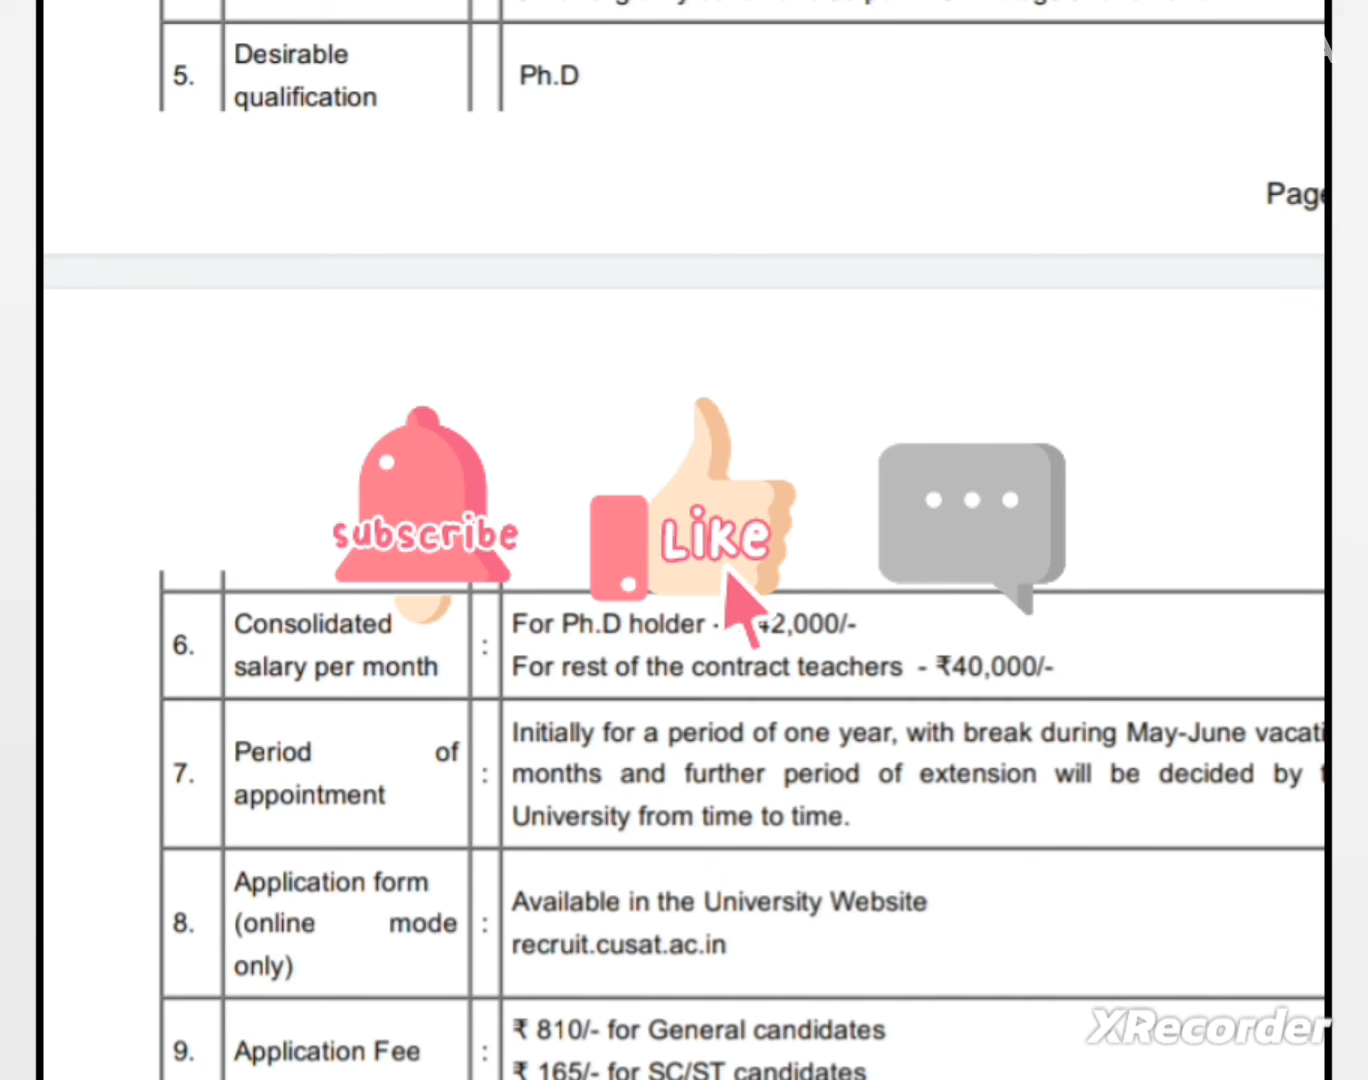 5.
Desirable
qualification
Ph.D
Page
subscribe
Like
6.
Consolidated
salary per month
:
For Ph.D holder - 42,000/-
For rest of the contract teachers - ₹40,000/-
7.
Period of
appointment
:
Initially for a period of one year, with break during May-June vacati
months and further period of extension will be decided by
University from time to time.
8.
Application form
(online mode
only)
:
Available in the University Website
recruit.cusat.ac.in
9.
Application Fee
:
₹ 810/- for General candidates
₹ 165/- for SC/ST candidates
XRecorder